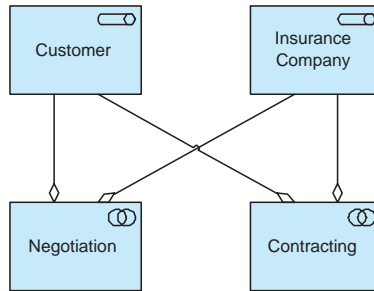 Customer
Insurance
Company
Negotiation
Contracting